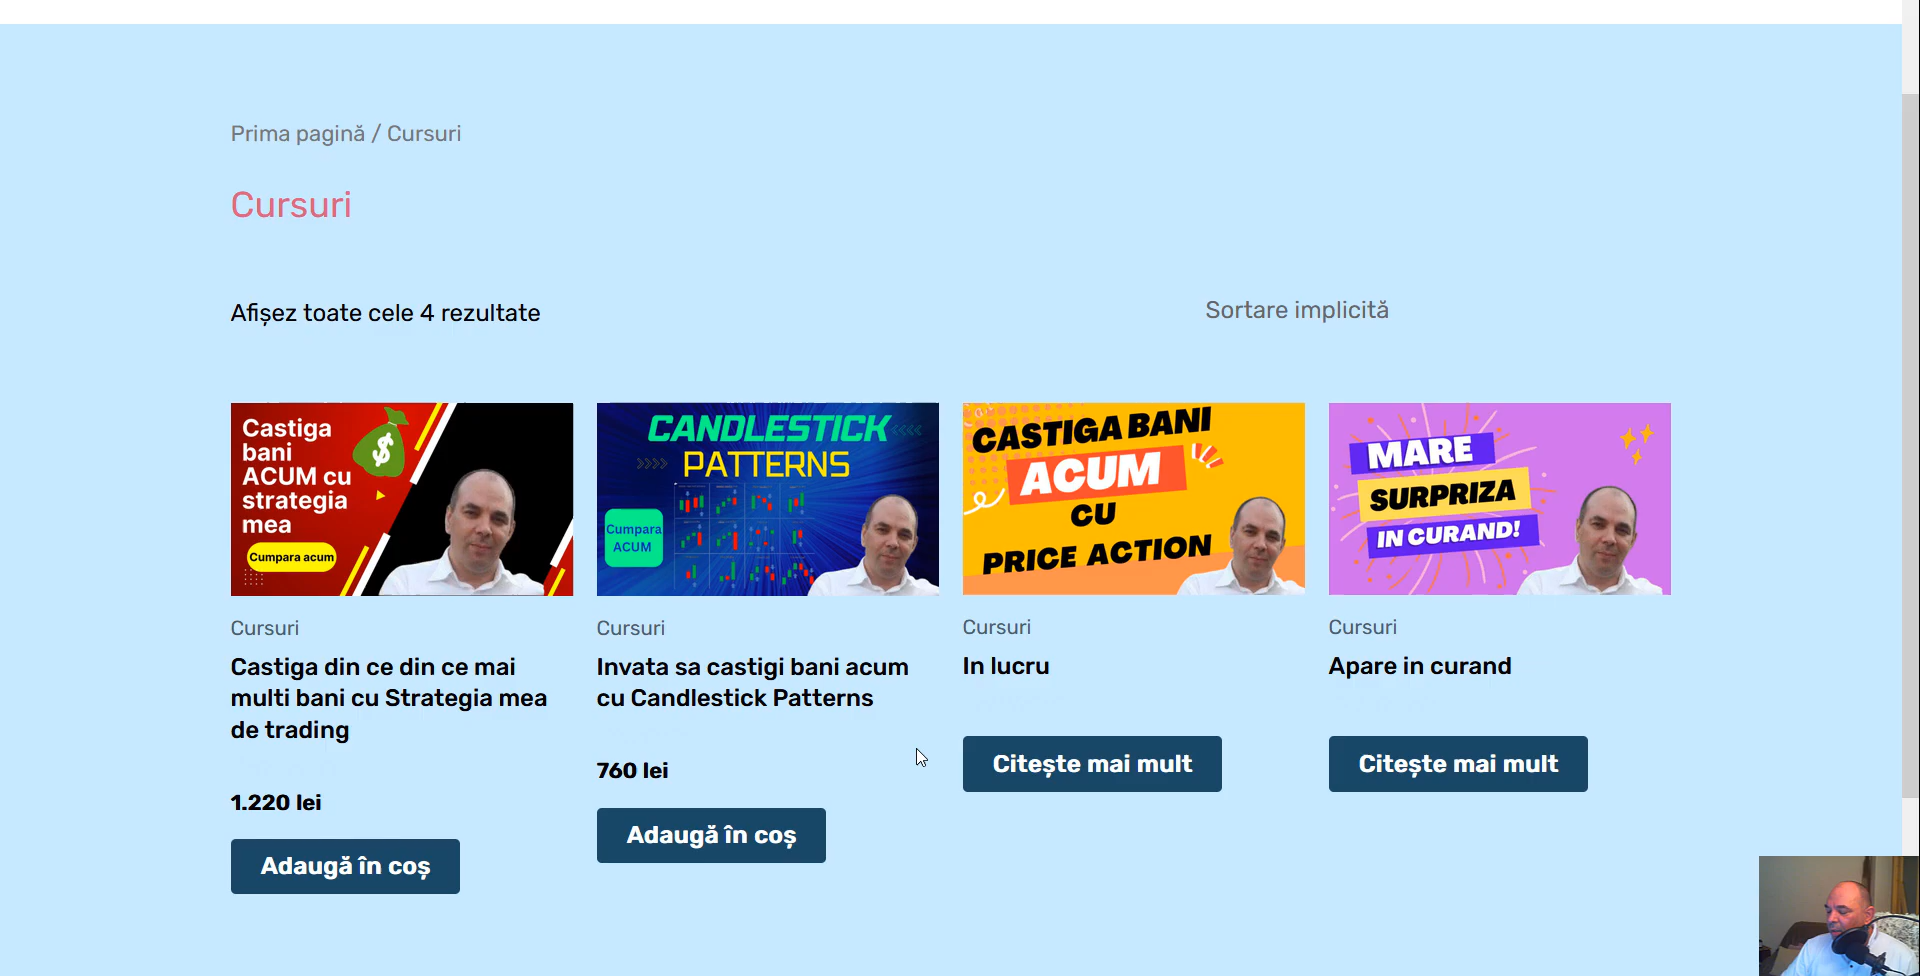 Prima pagină / Cursuri
Cursuri
Afișez toate cele 4 rezultate
Sortare implicită
Castiga
bani
ACUM cu
strategia
mea
Cumpara acum
Cursuri
Castiga din ce din ce mai
multi bani cu Strategia mea
de trading
1.220 lei
Adaugă în coș
CANDLESTICK
PATTERNS
Cumpara
ACUM
Cursuri
Invata sa castigi bani acum
cu Candlestick Patterns
760 lei
Adaugă în coș
CASTIGA BANI
ACUM
CU
PRICE ACTION
Cursuri
In lucru
Citește mai mult
MARE
SURPRIZA
IN CURAND!
Cursuri
Apare in curand
Citește mai mult